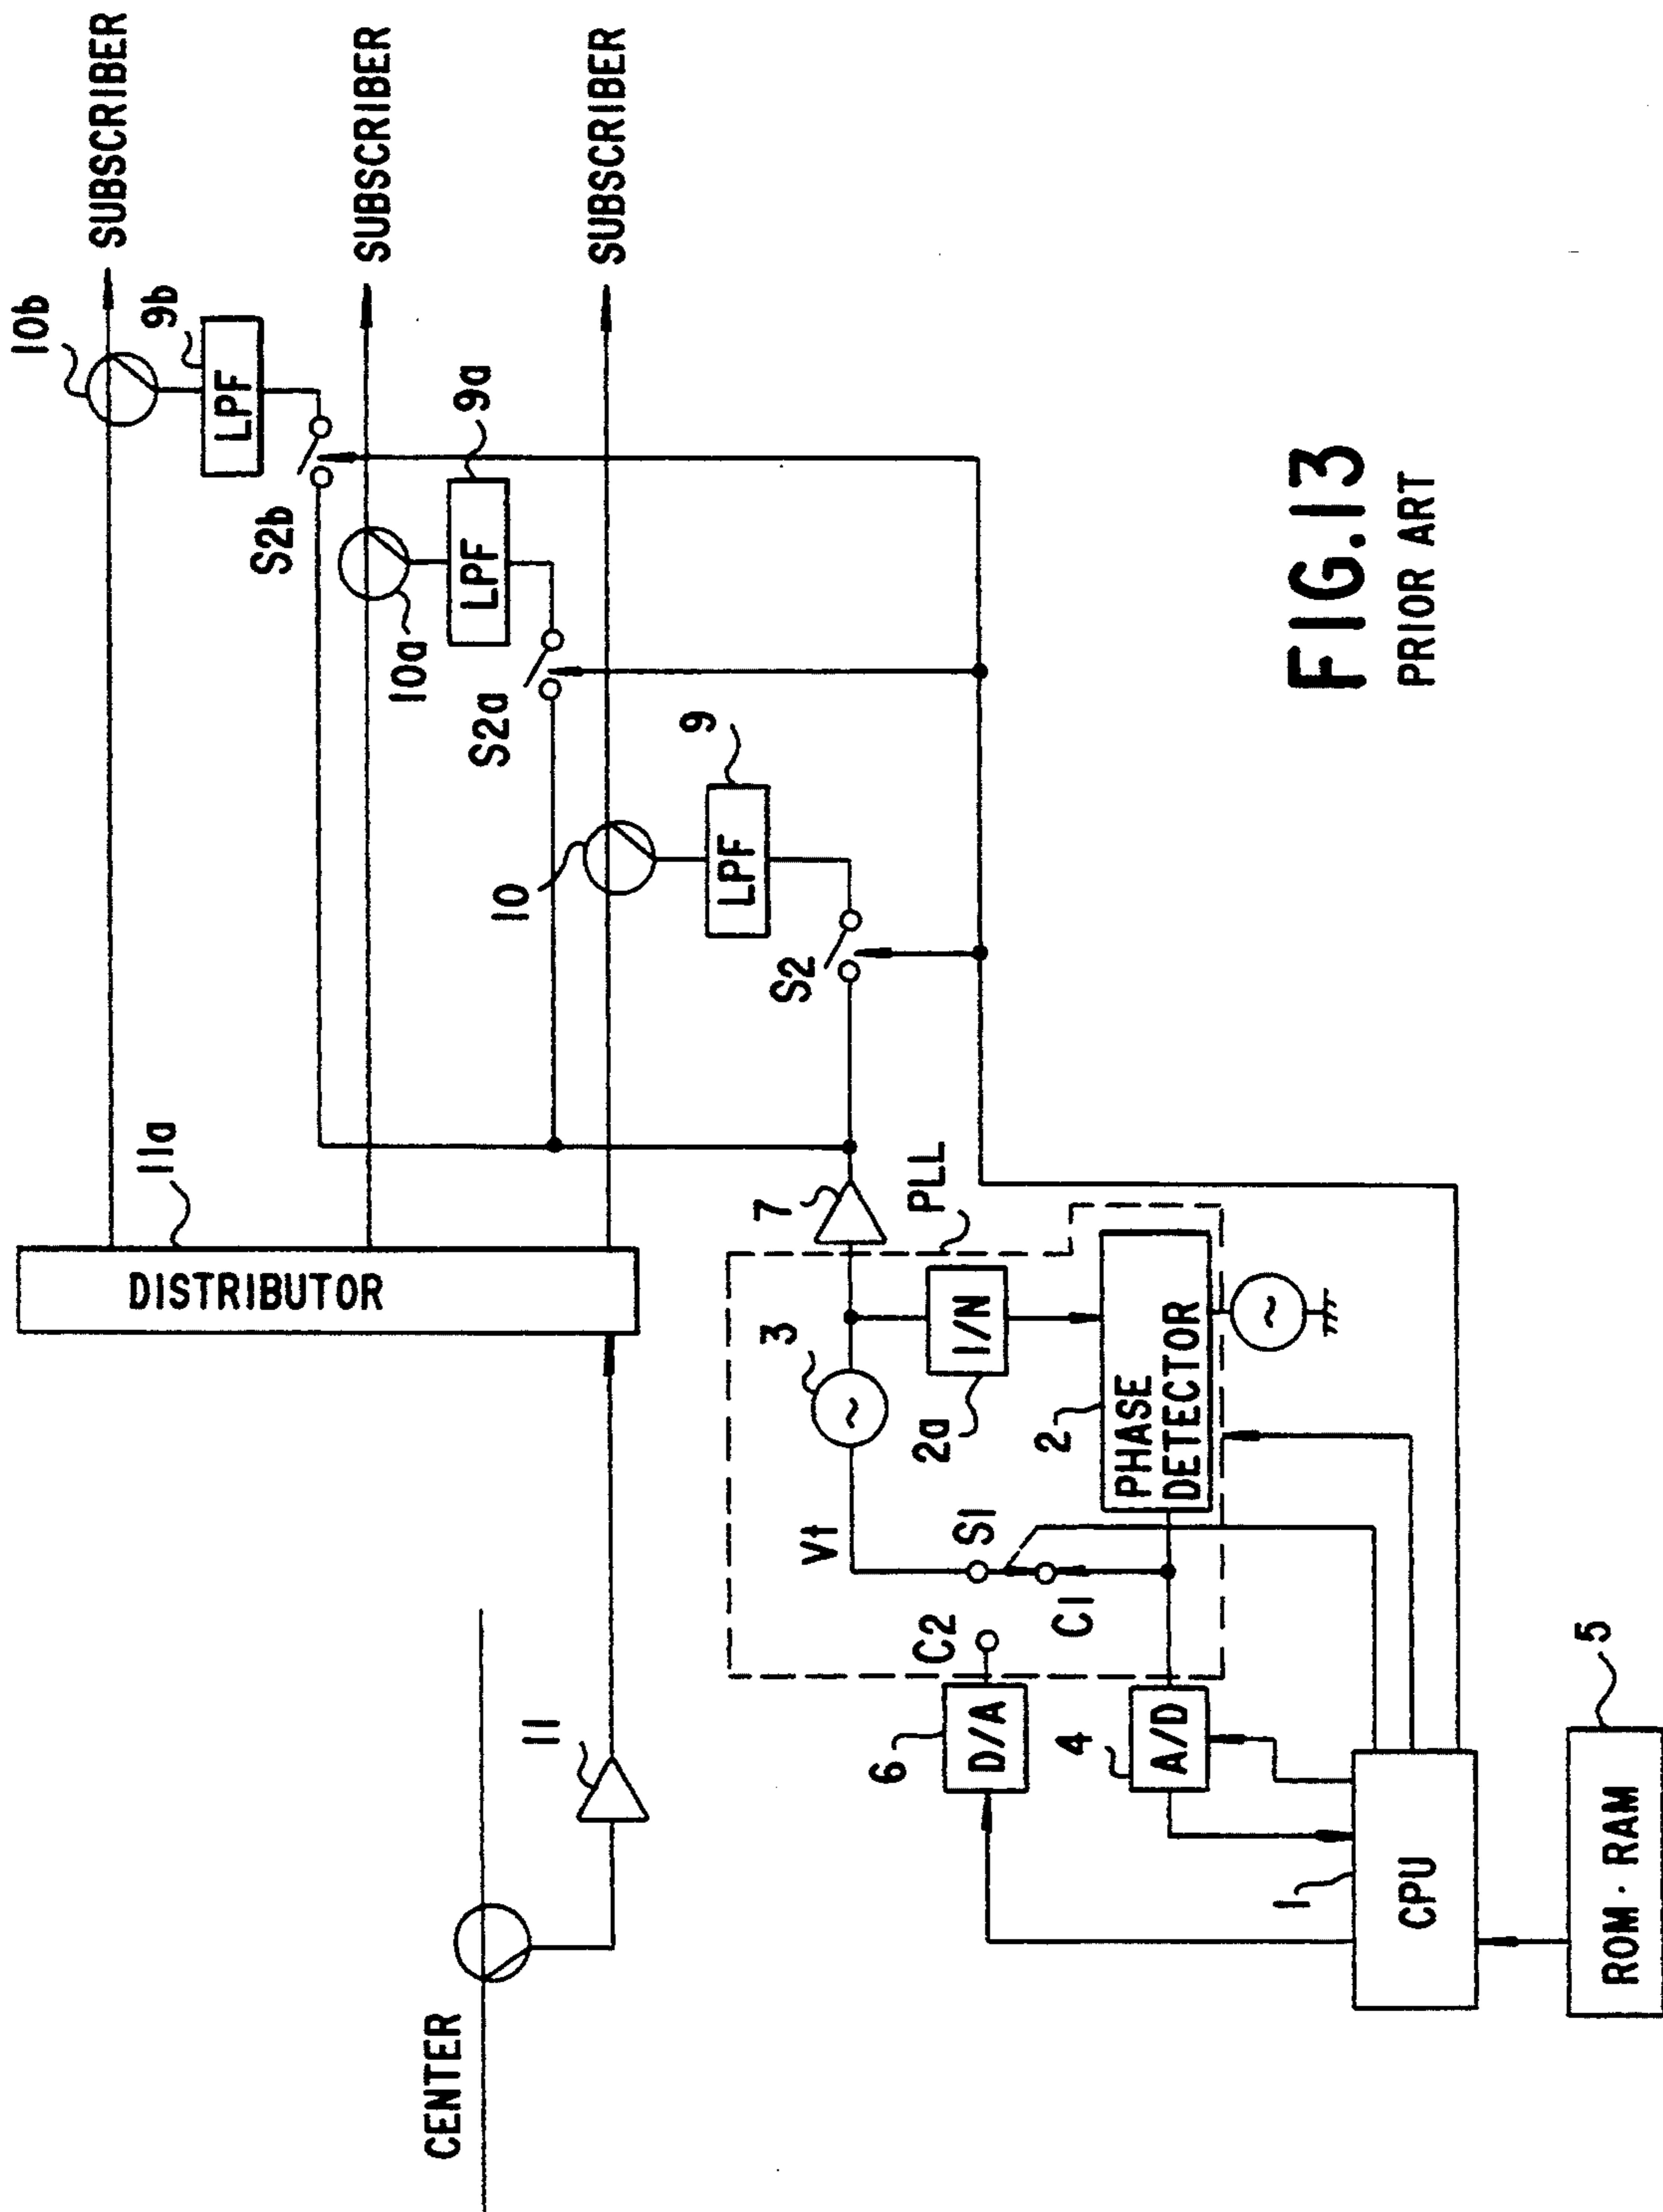 SUBSCRIBER
SUBSCRIBER
SUBSCRIBER
10b
9b
LPF
S2b
10a
9a
LPF
S2a
10
9
LPF
S2
11a
DISTRIBUTOR
CENTER
11
7
PLL
3
1/N
2a
2
PHASE
DETECTOR
~
~
Vt
S1
C1
C2
6
D/A
4
A/D
1
CPU
5
ROM · RAM
FIG.13
PRIOR ART